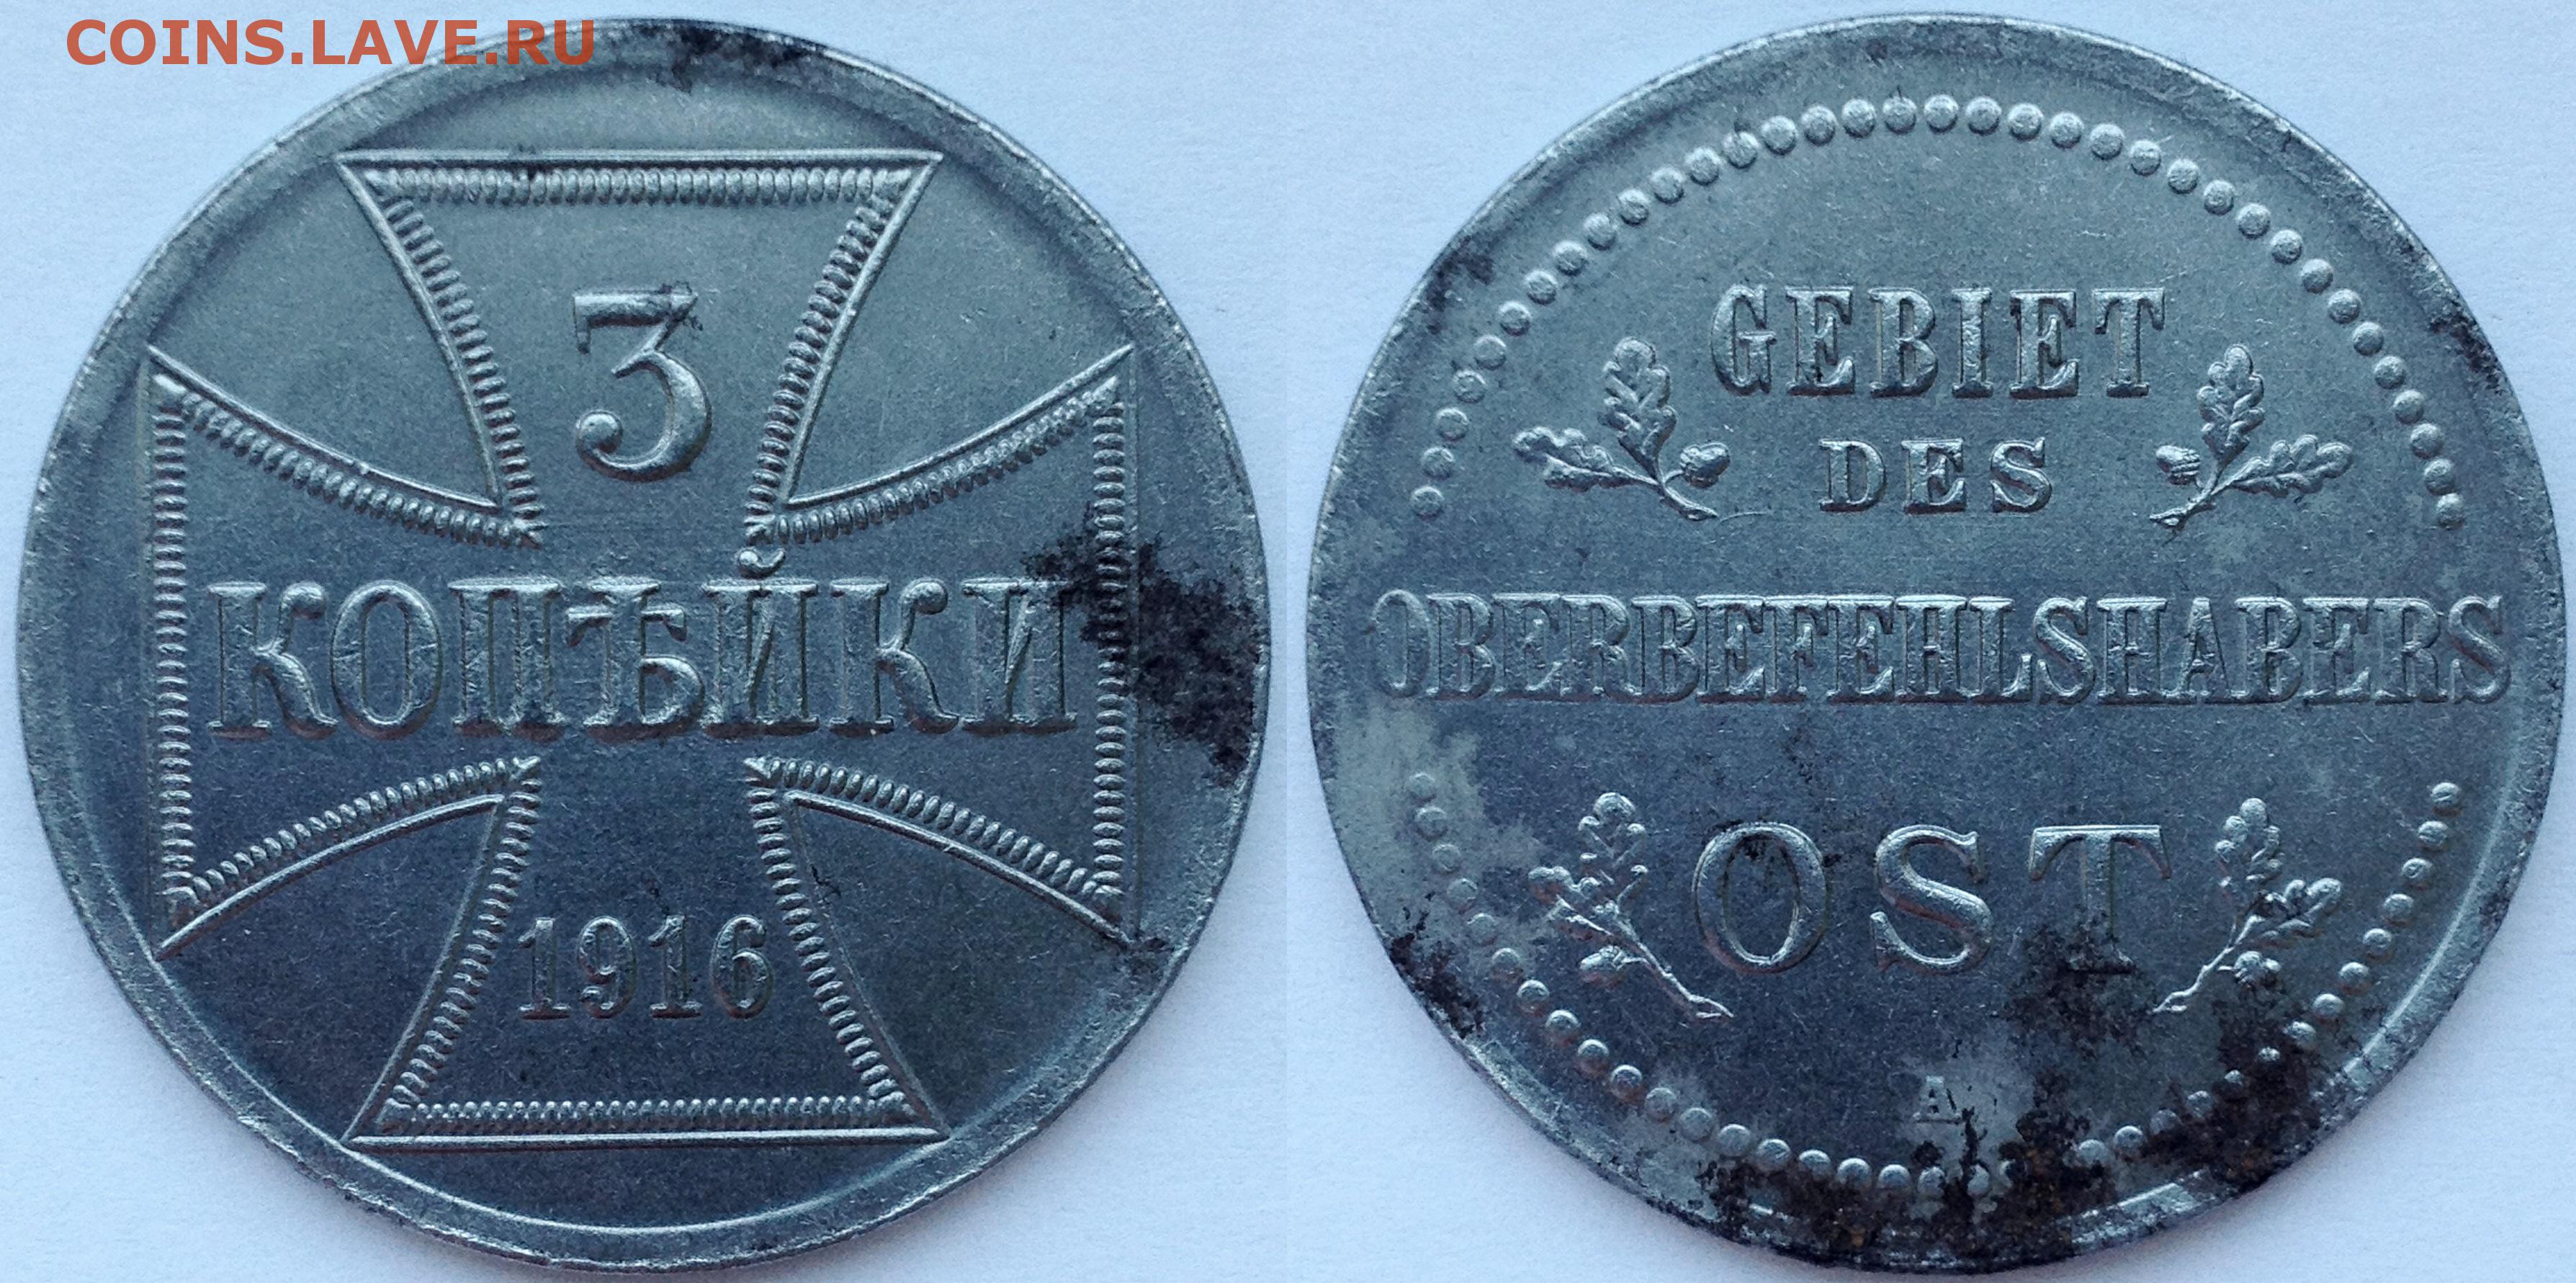 COINS.LAVE.RU
3
КОПѢЙКИ
1916
GEBIET
DES
OBERBEFEHLSHABERS
OST
A